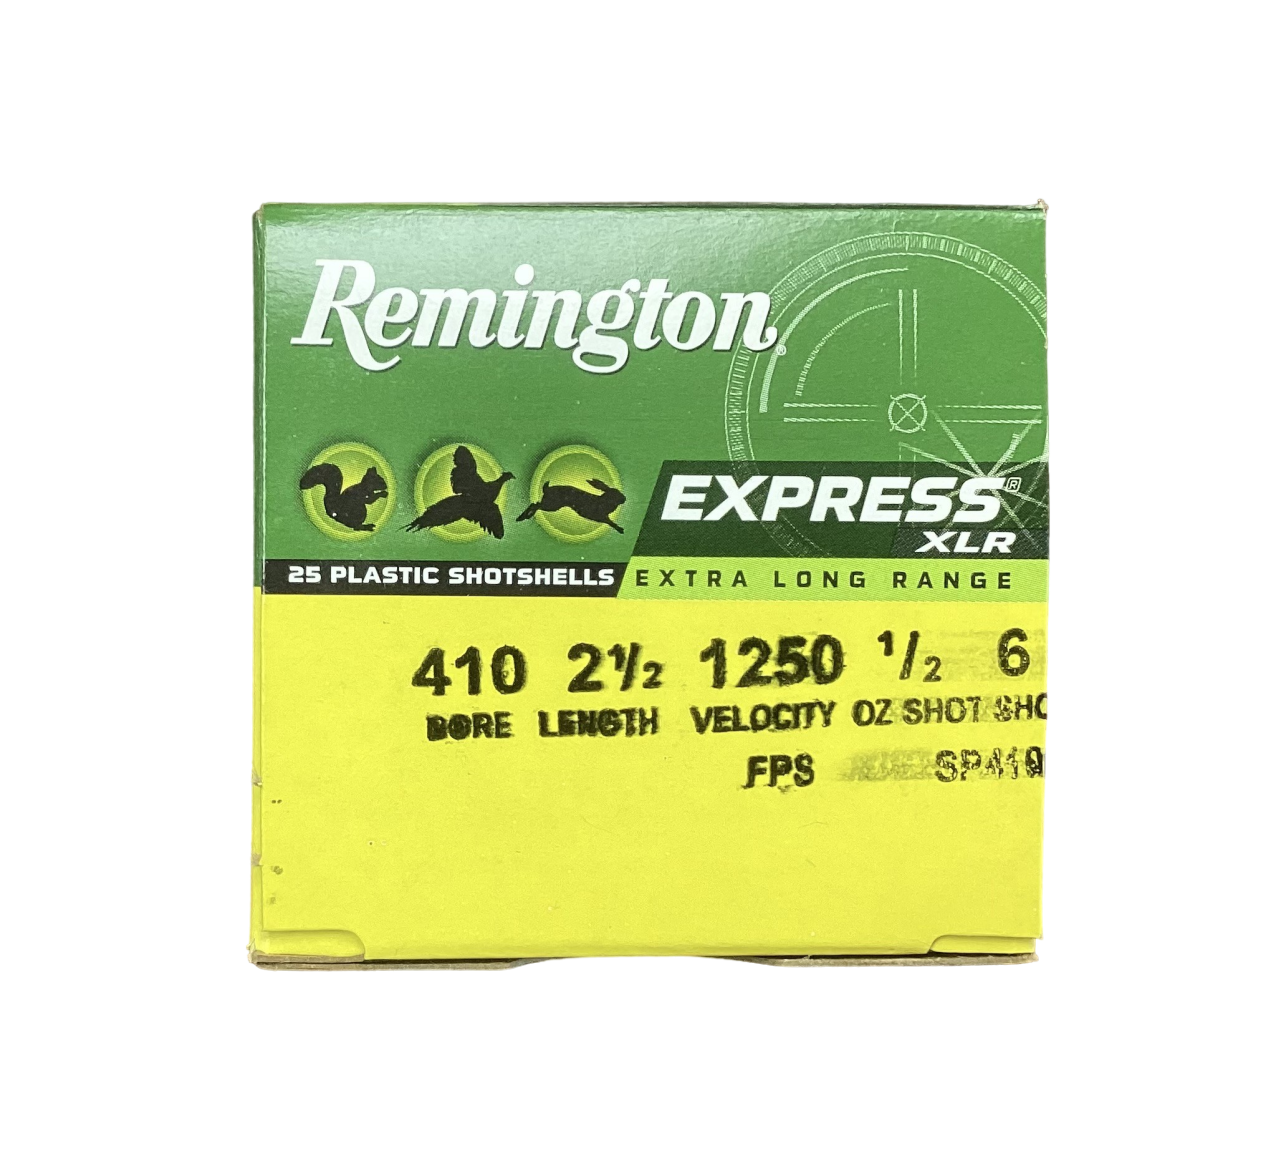 Remington®
EXPRESS®
XLR
25 PLASTIC SHOTSHELLS EXTRA LONG RANGE
410 2½ 1250 ½ 6
BORE LENGTH VELOCITY OZ SHOT
FPS